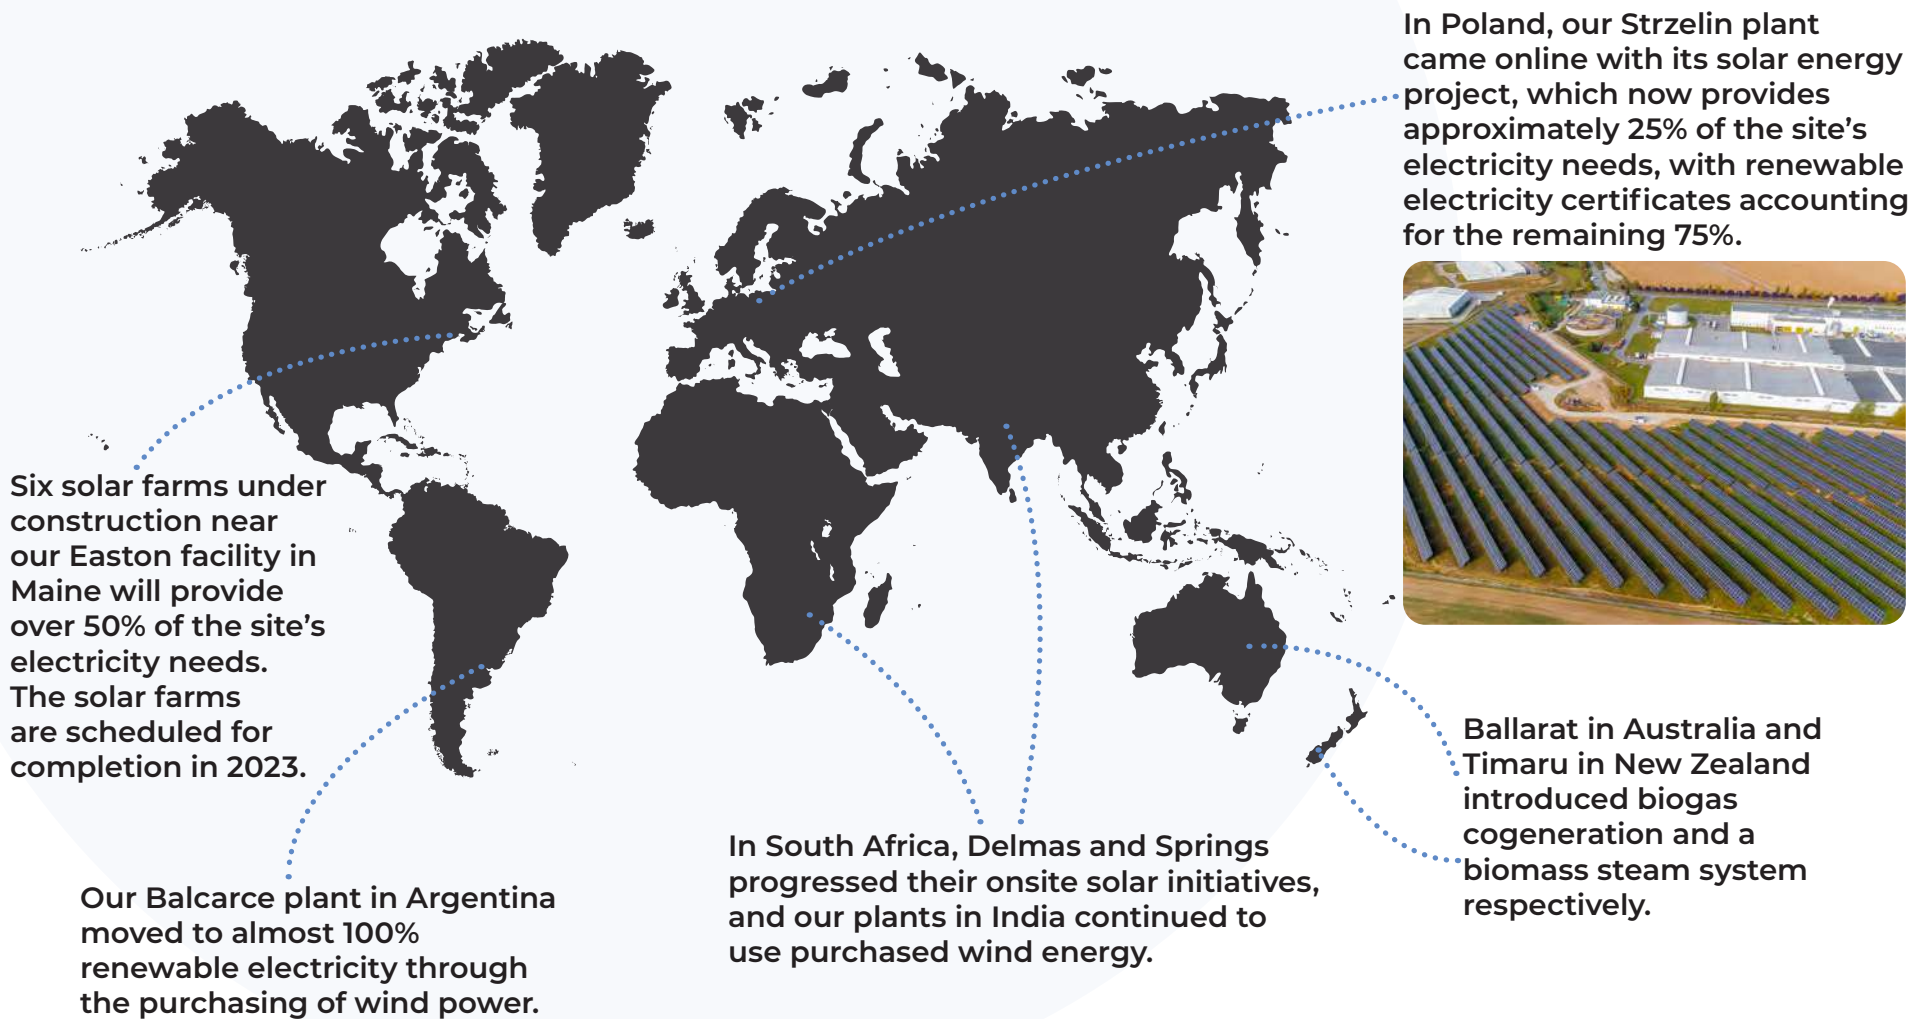 In Poland, our Strzelin plant
came online with its solar energy
project, which now provides
approximately 25% of the site’s
electricity needs, with renewable
electricity certificates accounting
for the remaining 75%.
Six solar farms under
construction near
our Easton facility in
Maine will provide
over 50% of the site’s
electricity needs.
The solar farms
are scheduled for
completion in 2023.
Ballarat in Australia and
Timaru in New Zealand
introduced biogas
cogeneration and a
biomass steam system
respectively.
In South Africa, Delmas and Springs
progressed their onsite solar initiatives,
and our plants in India continued to
use purchased wind energy.
Our Balcarce plant in Argentina
moved to almost 100%
renewable electricity through
the purchasing of wind power.